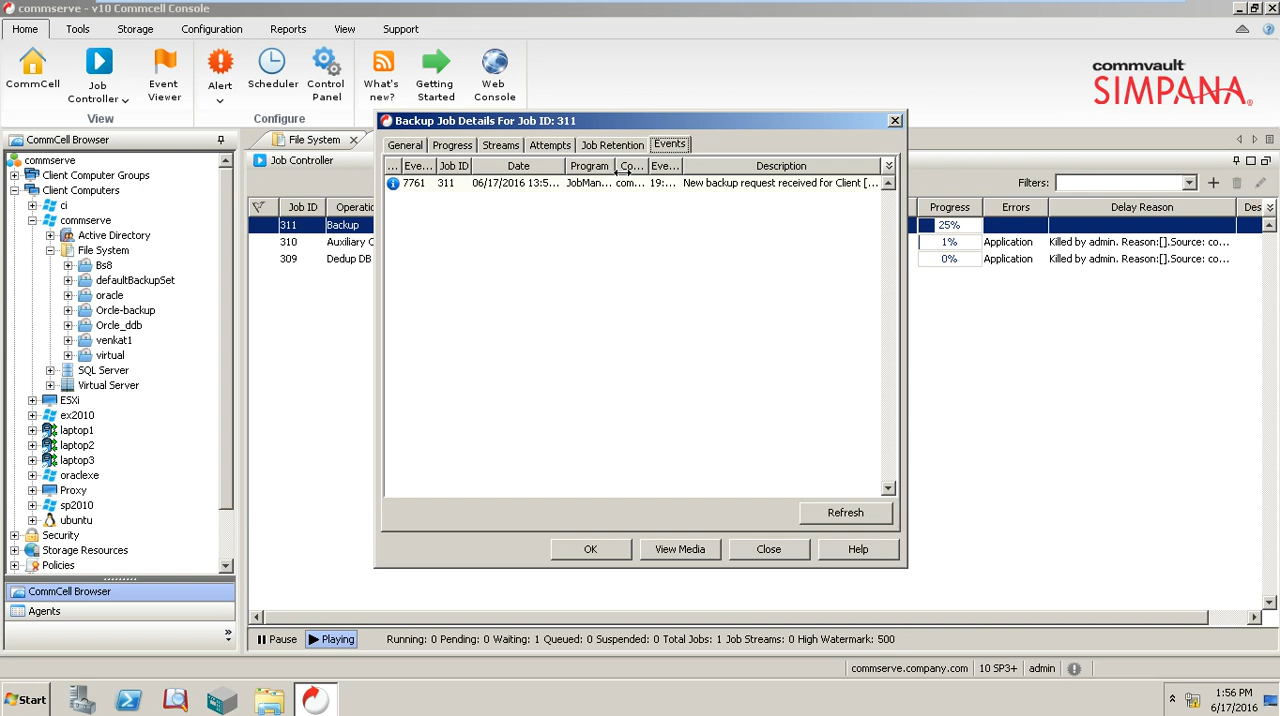 commserve - v10 Commcell Console
Home Tools Storage Configuration Reports View Support
CommCell Job Controller Event Viewer Alert Scheduler Control Panel What's new? Getting Started Web Console
View Configure
commvault
SIMPANA
CommCell Browser
commserve
Client Computer Groups
Client Computers
ci
commserve
Active Directory
File System
Bs8
defaultBackupSet
oracle
Orcle-backup
Orcle_ddb
venkat1
virtual
SQL Server
Virtual Server
ESXi
ex2010
laptop1
laptop2
laptop3
oraclexe
Proxy
sp2010
ubuntu
Security
Storage Resources
Policies
CommCell Browser
Agents
File System
Job Controller
Filters:
Job ID Operatio Progress Errors Delay Reason Des
311 Backup 25%
310 Auxiliary C 1% Application Killed by admin. Reason:[].Source: co...
309 Dedup DB 0% Application Killed by admin. Reason:[].Source: co...
Backup Job Details For Job ID: 311
General Progress Streams Attempts Job Retention Events
... Eve... Job ID Date Program Co... Eve... Description
7761 311 06/17/2016 13:5... JobMan... com... 19:... New backup request received for Client [...
Refresh
OK View Media Close Help
Pause Playing Running: 0 Pending: 0 Waiting: 1 Queued: 0 Suspended: 0 Total Jobs: 1 Job Streams: 0 High Watermark: 500
commserve.company.com 10 SP3+ admin
Start
1:56 PM
6/17/2016